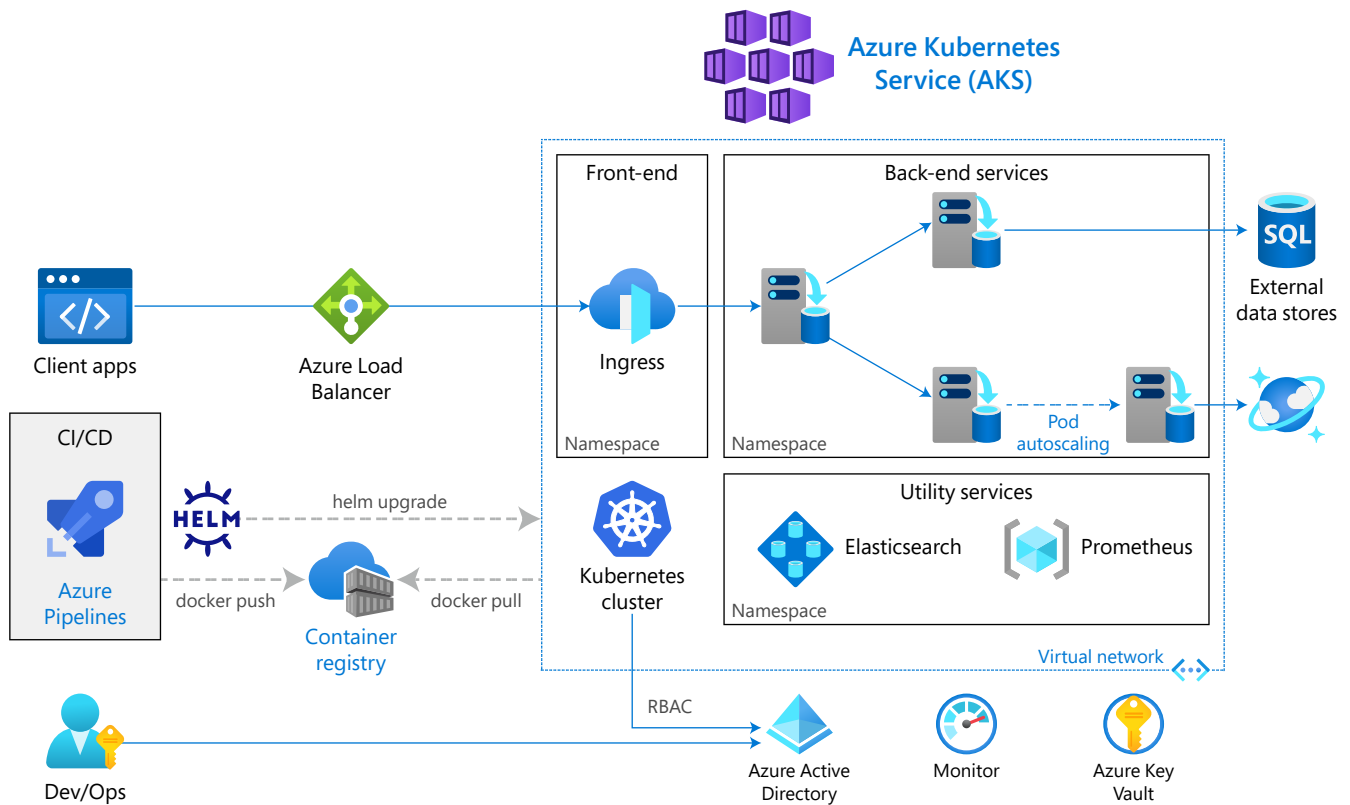 Azure Kubernetes
Service (AKS)
Front-end
Back-end services
SQL
External
data stores
Client apps
Azure Load
Balancer
Ingress
Namespace
Namespace
Pod
autoscaling
CI/CD
HELM
helm upgrade
Azure
Pipelines
docker push
docker pull
Container
registry
Kubernetes
cluster
Utility services
Elasticsearch
Prometheus
Namespace
Virtual network
RBAC
Dev/Ops
Azure Active
Directory
Monitor
Azure Key
Vault